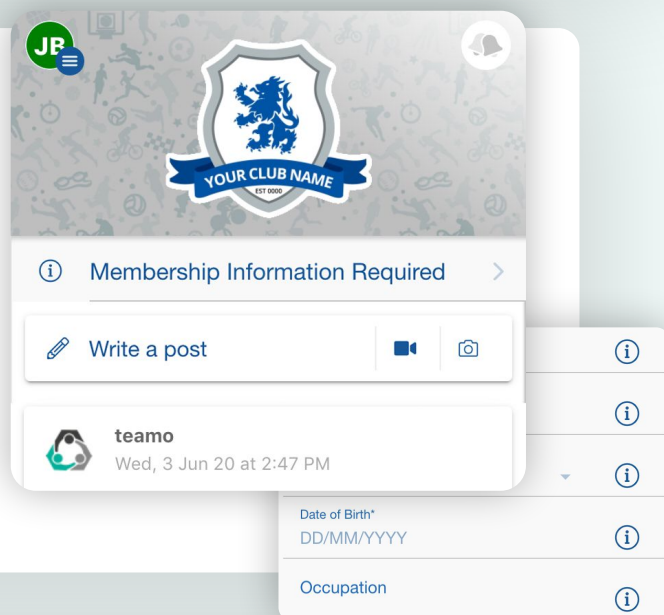 JB
YOUR CLUB NAME
EST 0000
Membership Information Required
Write a post
teamo
Wed, 3 Jun 20 at 2:47 PM
Date of Birth*
DD/MM/YYYY
Occupation